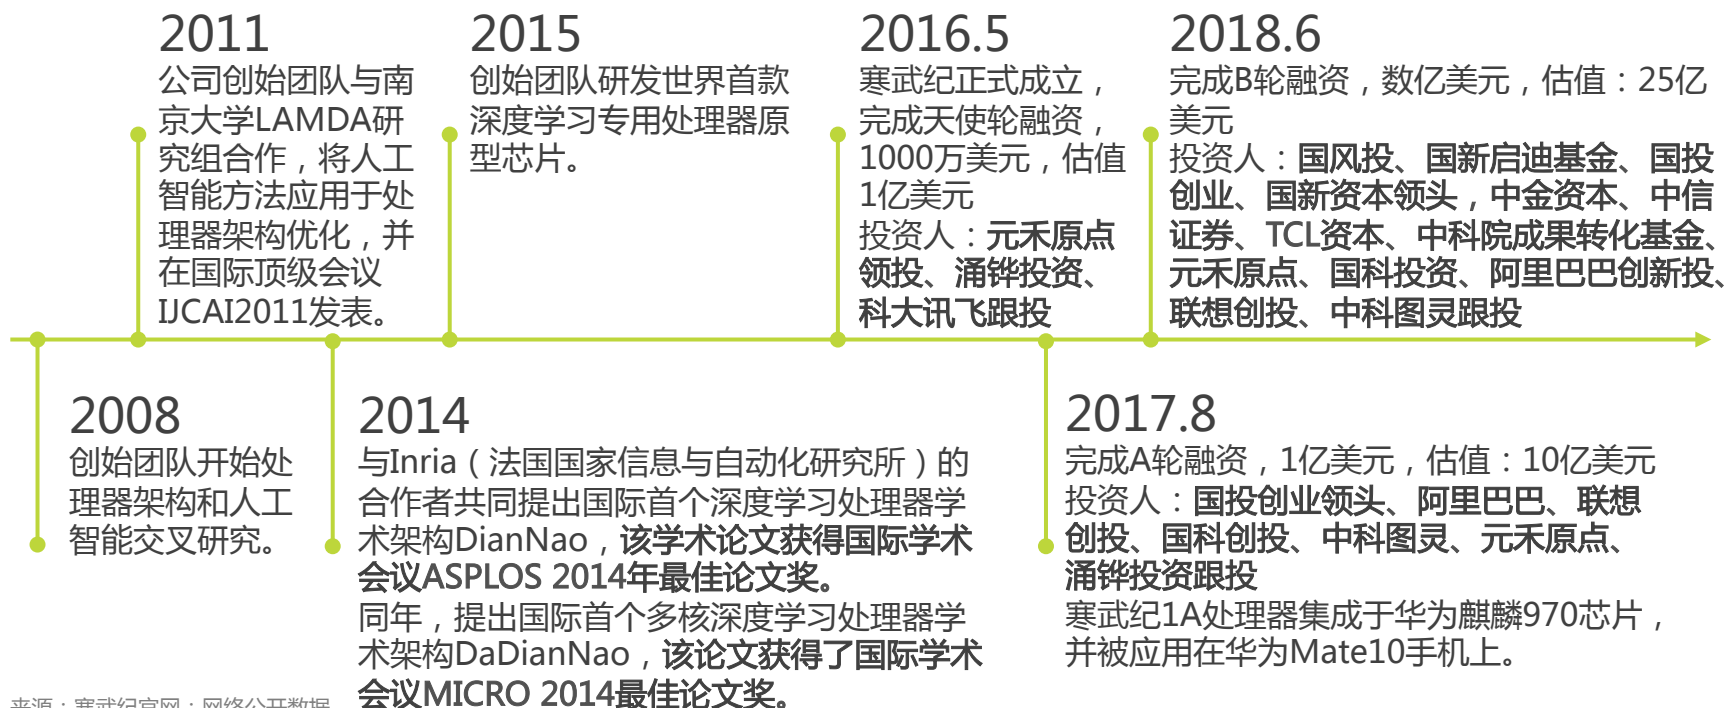 2011
公司创始团队与南
京大学LAMDA研
究组合作，将人工
智能方法应用于处
理器架构优化，并
在国际顶级会议
IJCAI2011发表。
2015
创始团队研发世界首款
深度学习专用处理器原
型芯片。
2016.5
寒武纪正式成立，
完成天使轮融资，
1000万美元，估值
1亿美元
投资人：元禾原点
领投、涌铧投资、
科大讯飞跟投
2018.6
完成B轮融资，数亿美元，估值：25亿
美元
投资人：国风投、国新启迪基金、国投
创业、国新资本领头，中金资本、中信
证券、TCL资本、中科院成果转化基金、
元禾原点、国科投资、阿里巴巴创新投、
联想创投、中科图灵跟投
2008
创始团队开始处
理器架构和人工
智能交叉研究。
2014
与Inria（法国国家信息与自动化研究所）的
合作者共同提出国际首个深度学习处理器学
术架构DianNao，该学术论文获得国际学术
会议ASPLOS 2014年最佳论文奖。
同年，提出国际首个多核深度学习处理器学
术架构DaDianNao，该论文获得了国际学术
会议MICRO 2014最佳论文奖。
2017.8
完成A轮融资，1亿美元，估值：10亿美元
投资人：国投创业领头、阿里巴巴、联想
创投、国科创投、中科图灵、元禾原点、
涌铧投资跟投
寒武纪1A处理器集成于华为麒麟970芯片，
并被应用在华为Mate10手机上。
来源：寒武纪官网；网络公开数据